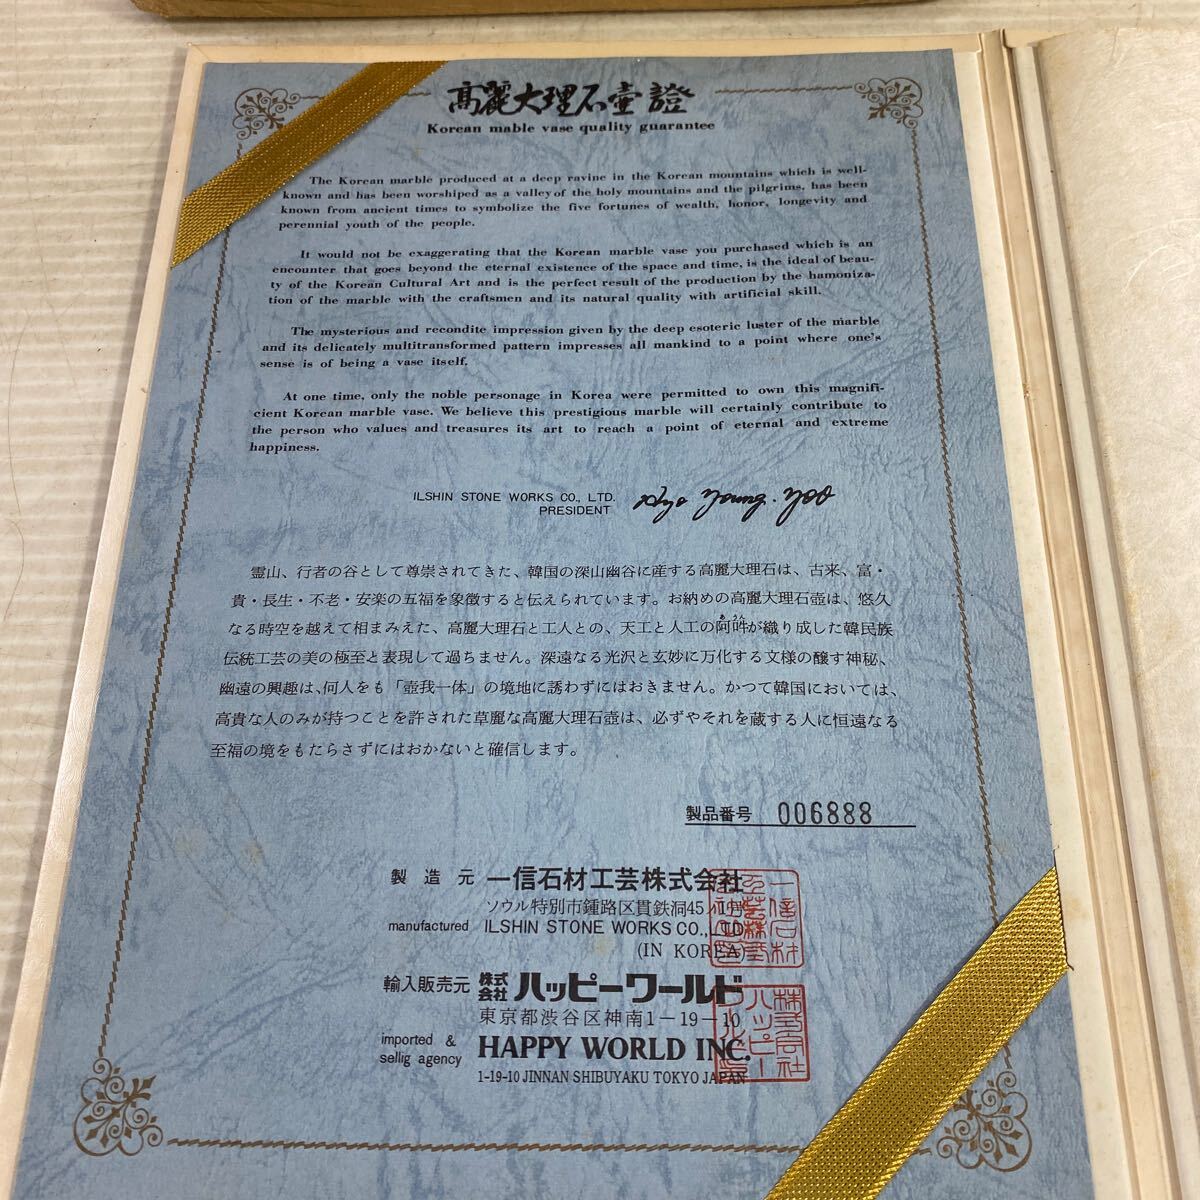 高麗大理石壷證
Korean mable vase quality guarantee
The Korean marble produced at a deep ravine in the Korean mountains which is well-
known and has been worshiped as a valley of the holy mountains and the pilgrims, has been
known from ancient times to symbolize the five fortunes of wealth, honor, longevity and
perennial youth of the people.
It would not be exaggerating that the Korean marble vase you purchased which is an
encounter that goes beyond the eternal existence of the space and time, is the ideal of beau-
ty of the Korean Cultural Art and is the perfect result of the production by the hamoniza-
tion of the marble with the craftsmen and its natural quality with artificial skill.
The mysterious and recondite impression given by the deep esoteric luster of the marble
and its delicately multitransformed pattern impresses all mankind to a point where one's
sense is of being a vase itself.
At one time, only the noble personage in Korea were permitted to own this magnifi-
cient Korean marble vase. We believe this prestigious marble will certainly contribute to
the person who values and treasures its art to reach a point of eternal and extreme
happiness.
ILSHIN STONE WORKS CO., LTD.
PRESIDENT
霊山、行者の谷として尊崇されてきた、韓国の深山幽谷に産する高麗大理石は、古来、富・
貴・長生・不老・安楽の五福を象徴すると伝えられています。お納めの高麗大理石壺は、悠久
なる時空を越えて相まみえた、高麗大理石と工人との、天工と人工の阿吽が織り成した韓民族
伝統工芸の美の極至と表現して過ちません。深遠なる光沢と玄妙に万化する文様の醸す神秘、
幽遠の興趣は、何人をも「壺我一体」の境地に誘わずにはおきません。かつて韓国においては、
高貴な人のみが持つことを許された草麗な高麗大理石壺は、必ずやそれを蔵する人に恒遠なる
至福の境をもたらさずにはおかないと確信します。
製品番号 006888
製造元 一信石材工芸株式会社
ソウル特別市鍾路区貫鉄洞45ノ19
manufactured ILSHIN STONE WORKS CO., LTD
(IN KOREA)
輸入販売元 株式会社ハッピーワールド
東京都渋谷区神南1−19−10
imported &
sellig agency HAPPY WORLD INC.
1-19-10 JINNAN SHIBUYAKU TOKYO JAPAN